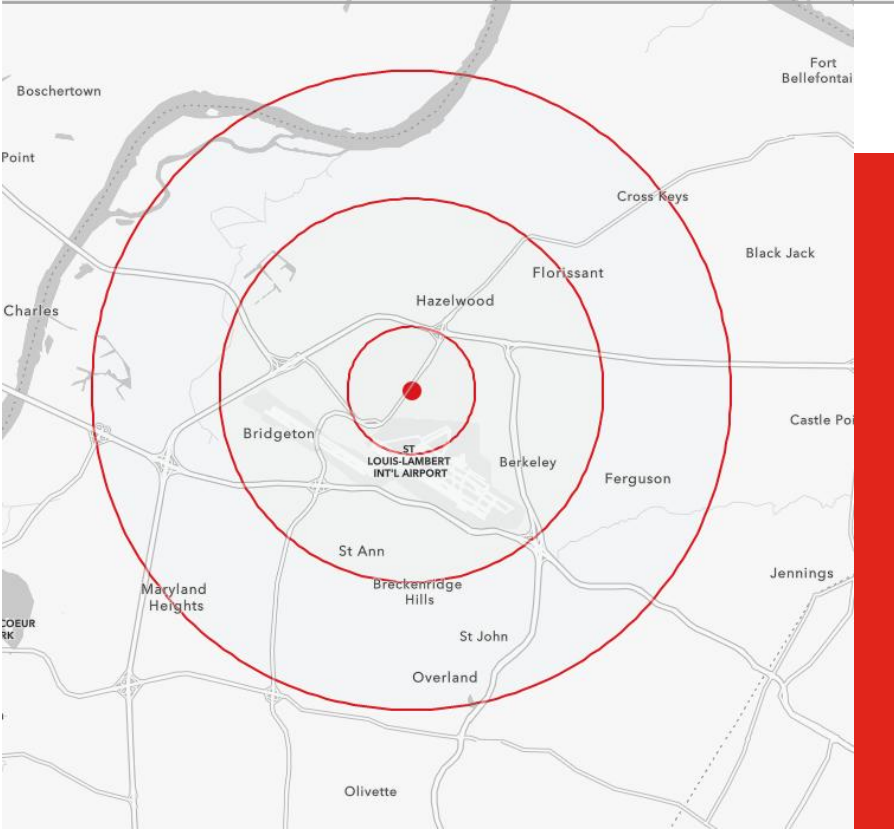 Fort
Bellefontai
Boschertown
Point
Cross Keys
Black Jack
Florissant
Hazelwood
Charles
Castle Poi
Bridgeton
ST
LOUIS-LAMBERT
INT'L AIRPORT
Berkeley
Ferguson
St Ann
Jennings
Breckenridge
Hills
Maryland
Heights
COEUR
RK
St John
Overland
Olivette